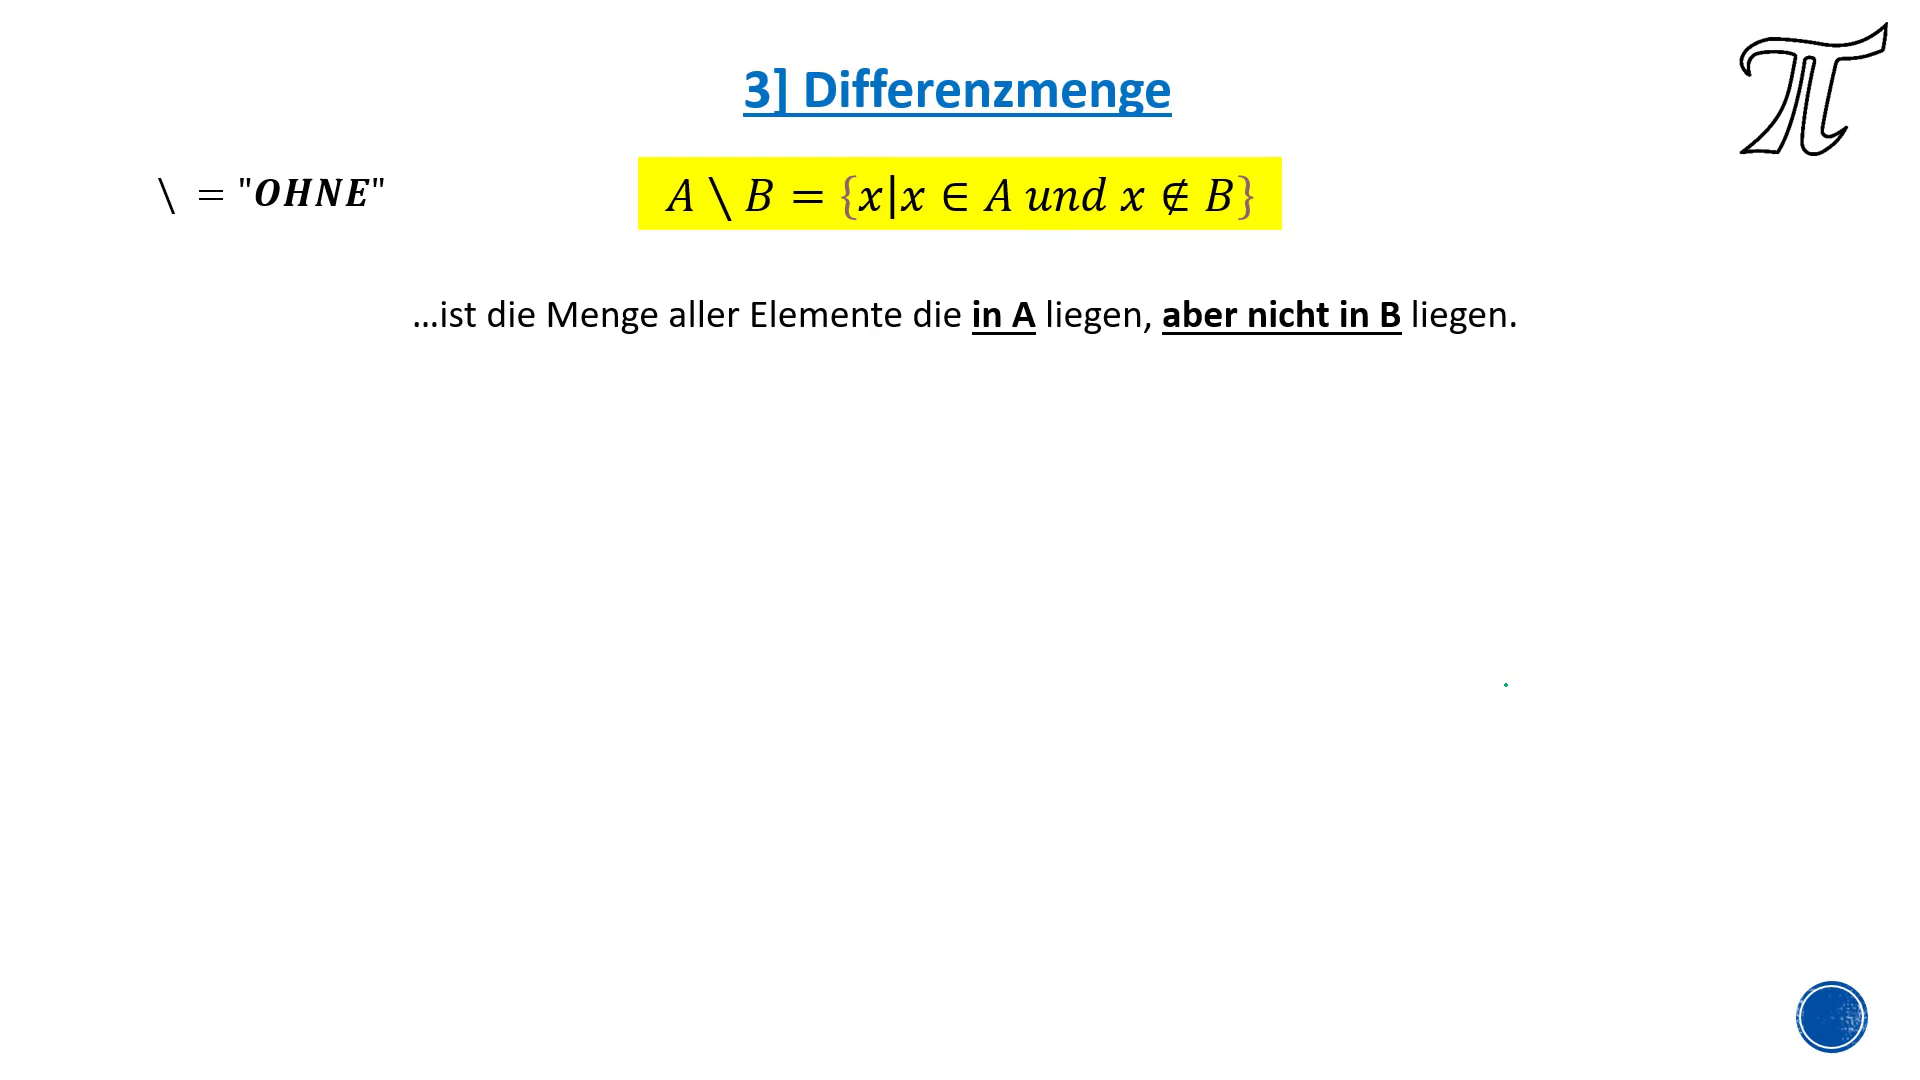 3] Differenzmenge
\ = "OHNE"
A \ B = {x|x ∈ A und x ∉ B}
…ist die Menge aller Elemente die in A liegen, aber nicht in B liegen.